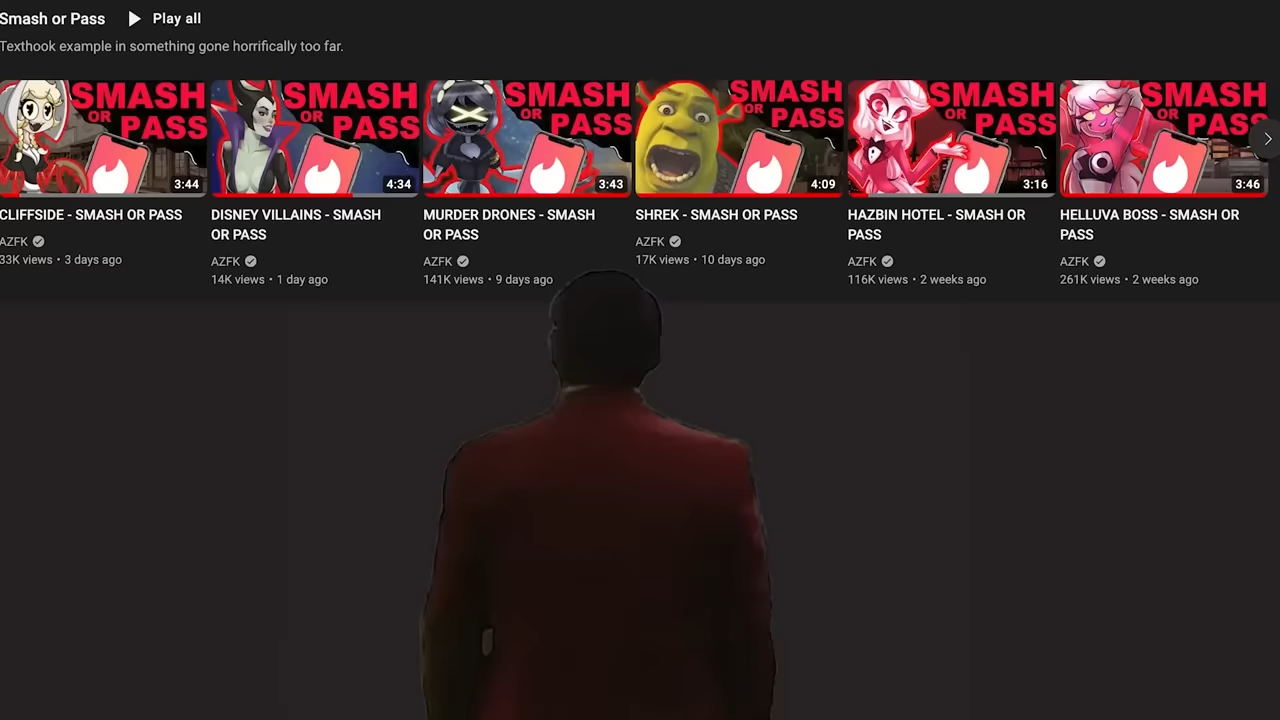 Smash or Pass Play all
Texthook example in something gone horrifically too far.
SMASH
OR
PASS
3:44
SMASH
OR
PASS
4:34
SMASH
OR
PASS
3:43
SMASH
OR
PASS
4:09
SMASH
OR
PASS
3:16
SMASH
OR
PASS
3:46
CLIFFSIDE - SMASH OR PASS
AZFK
33K views • 3 days ago
DISNEY VILLAINS - SMASH
OR PASS
AZFK
14K views • 1 day ago
MURDER DRONES - SMASH
OR PASS
AZFK
141K views • 9 days ago
SHREK - SMASH OR PASS
AZFK
17K views • 10 days ago
HAZBIN HOTEL - SMASH OR
PASS
AZFK
116K views • 2 weeks ago
HELLUVA BOSS - SMASH OR
PASS
AZFK
261K views • 2 weeks ago